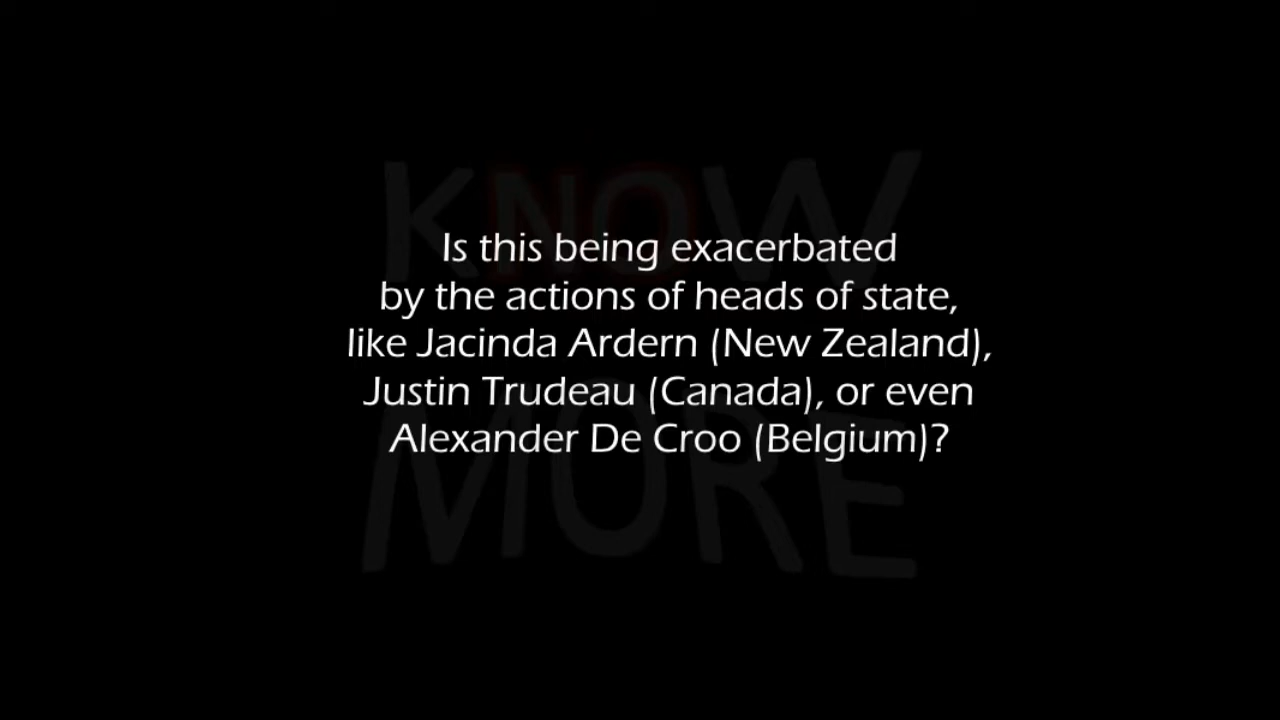 KNOW
Is this being exacerbated
by the actions of heads of state,
like Jacinda Ardern (New Zealand),
Justin Trudeau (Canada), or even
Alexander De Croo (Belgium)?
MORE